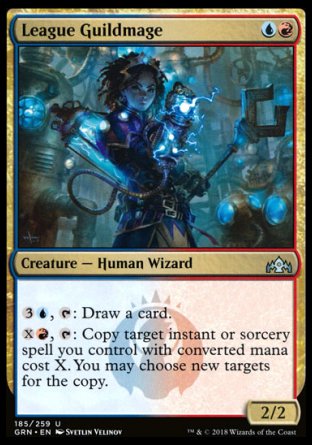 League Guildmage
Creature — Human Wizard
3, : Draw a card.
X, : Copy target instant or sorcery
spell you control with converted mana
cost X. You may choose new targets
for the copy.
2/2
185/259 U
GRN • EN Svetlin Velinov
™ & © 2018 Wizards of the Coast